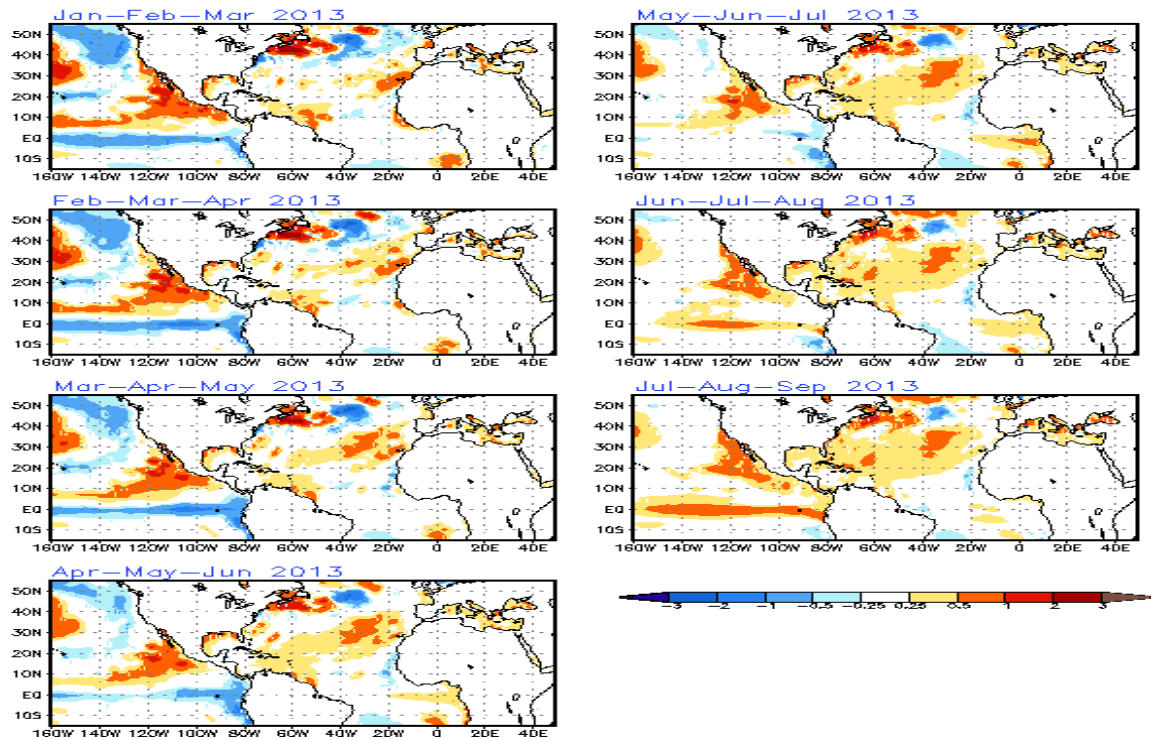 Jan-Feb-Mar 2013
50N
40N
30N
20N
10N
EQ
10S
160W 140W 120W 100W 80W 60W 40W 20W 0 20E 40E
Feb-Mar-Apr 2013
50N
40N
30N
20N
10N
EQ
10S
160W 140W 120W 100W 80W 60W 40W 20W 0 20E 40E
Mar-Apr-May 2013
50N
40N
30N
20N
10N
EQ
10S
160W 140W 120W 100W 80W 60W 40W 20W 0 20E 40E
Apr-May-Jun 2013
50N
40N
30N
20N
10N
EQ
10S
160W 140W 120W 100W 80W 60W 40W 20W 0 20E 40E
May-Jun-Jul 2013
50N
40N
30N
20N
10N
EQ
10S
160W 140W 120W 100W 80W 60W 40W 20W 0 20E 40E
Jun-Jul-Aug 2013
50N
40N
30N
20N
10N
EQ
10S
160W 140W 120W 100W 80W 60W 40W 20W 0 20E 40E
Jul-Aug-Sep 2013
50N
40N
30N
20N
10N
EQ
10S
160W 140W 120W 100W 80W 60W 40W 20W 0 20E 40E
-3 -2 -1 -0.5 -0.25 0.25 0.5 1 2 3